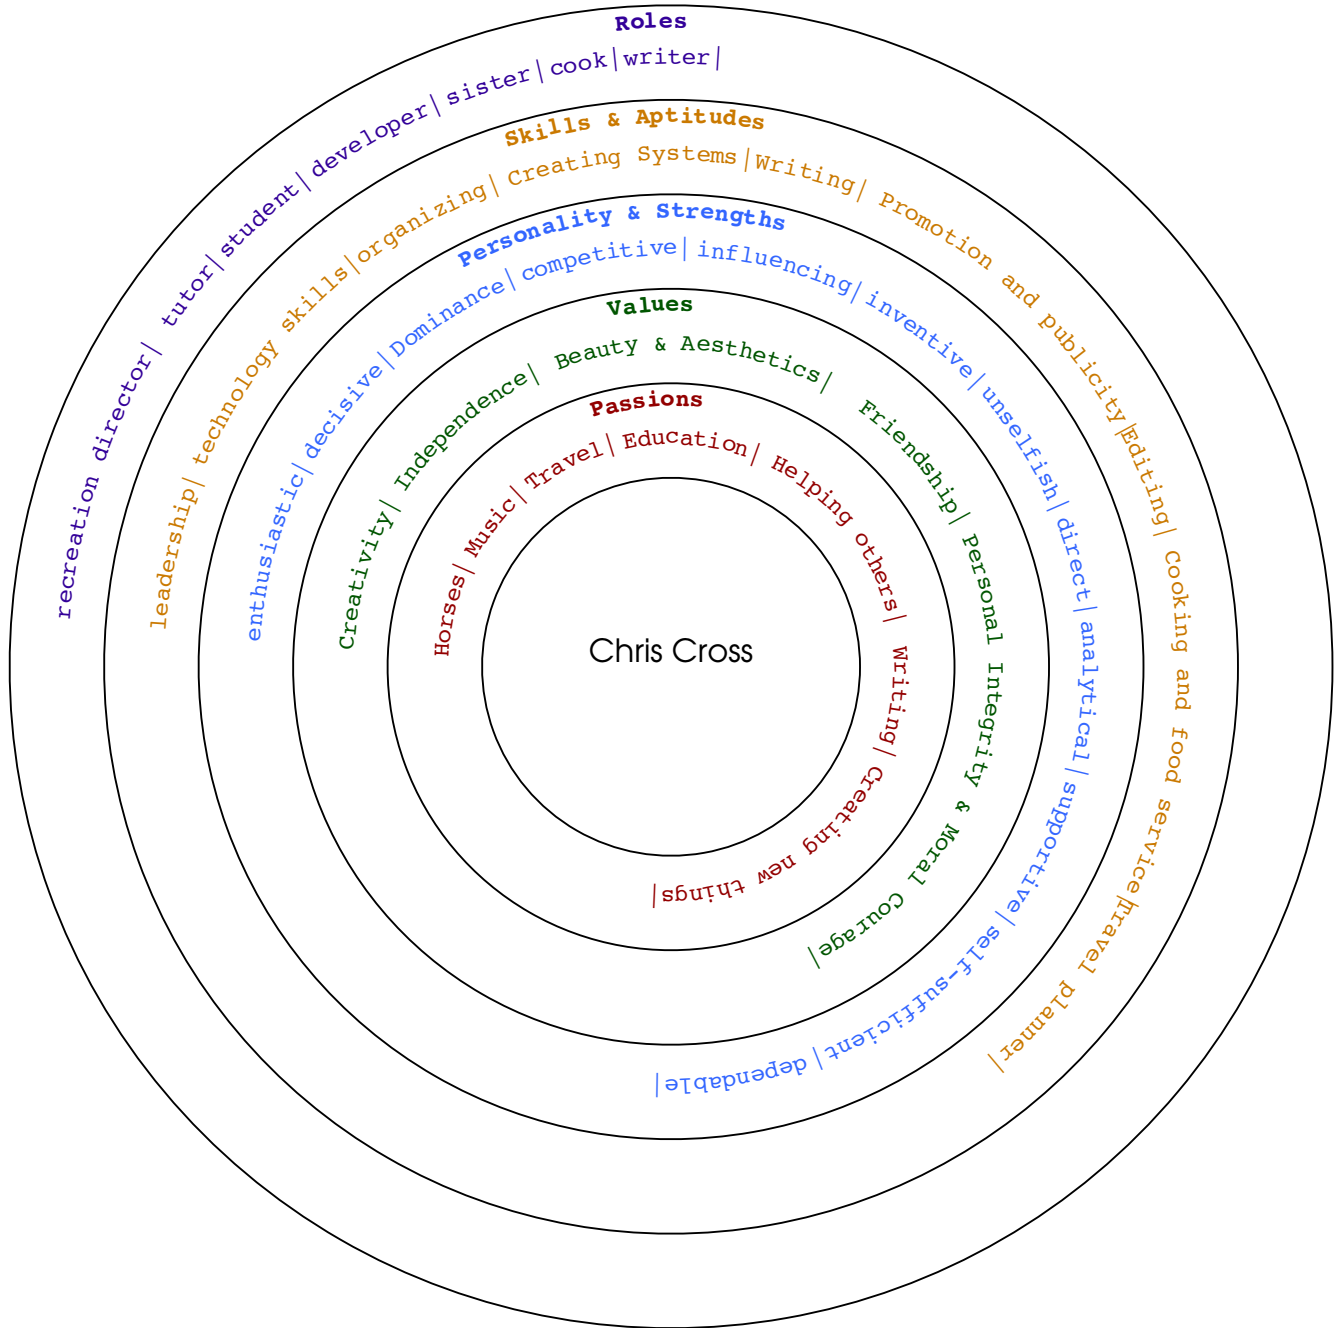 Roles
recreation director| tutor|student|developer|sister|cook|writer|
Skills & Aptitudes
leadership| technology skills|organizing| Creating Systems|Writing| Promotion and publicity|Editing| Cooking and food service|Travel planner|
Personality & Strengths
enthusiastic|decisive|Dominance|competitive|influencing|inventive|unselfish|direct|analytical|supportive|self-sufficient|dependable|
Values
Creativity| Independence| Beauty & Aesthetics| Friendship| Personal Integrity & Moral Courage|
Passions
Horses| Music|Travel|Education| Helping others| Writing| Creating new things|
Chris Cross